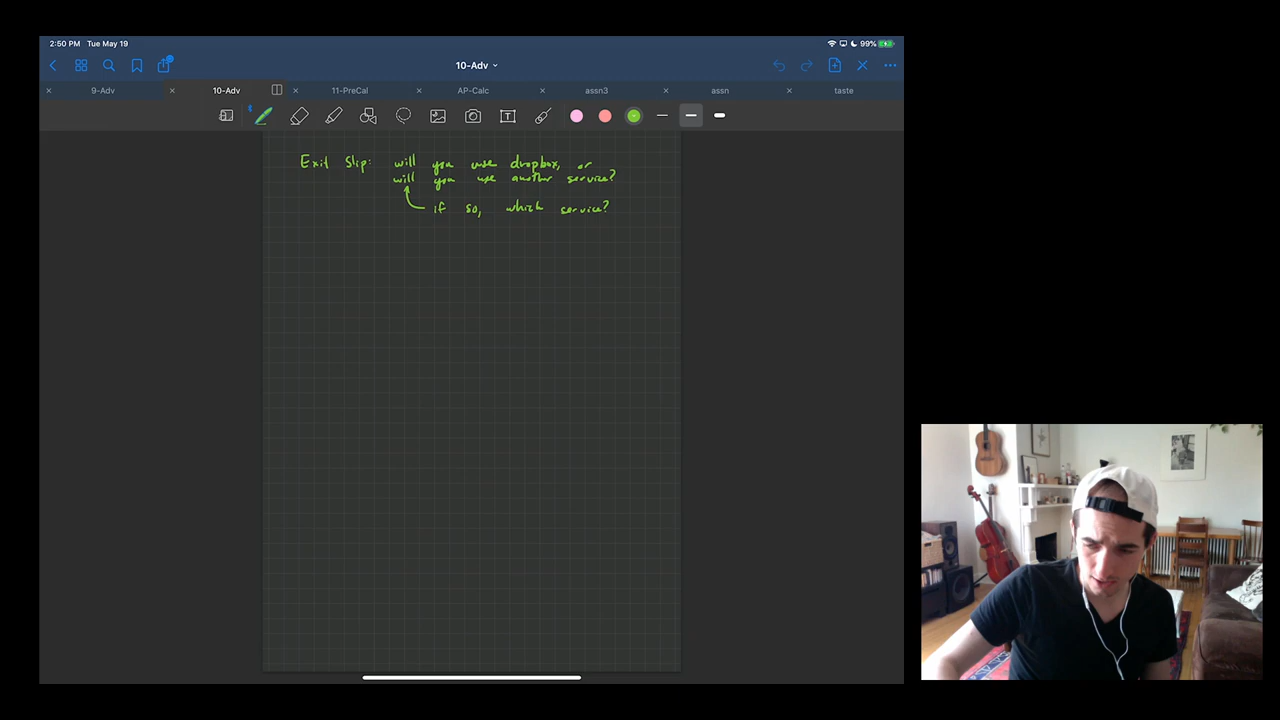 2:50 PM Tue May 19
99%
10-Adv
9-Adv
10-Adv
11-PreCal
AP-Calc
assn3
assn
taste
Exit Slip: will you use dropbox, or
will you use another service?
if so, which service?